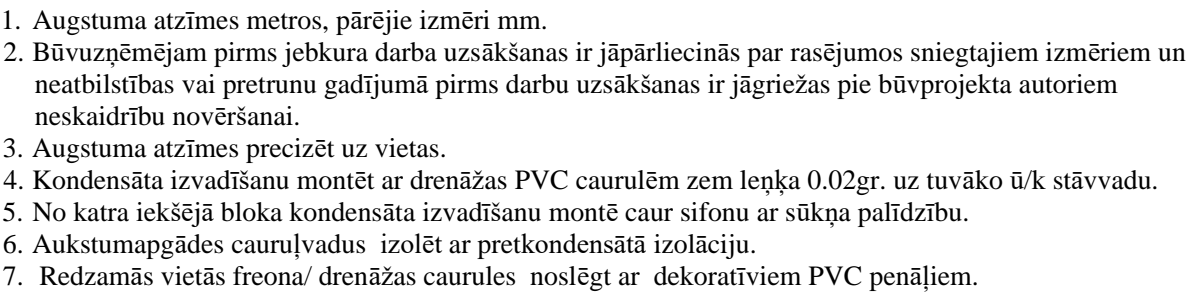 1. Augstuma atzīmes metros, pārējie izmēri mm.
2. Būvuzņēmējam pirms jebkura darba uzsākšanas ir jāpārliecinās par rasējumos sniegtajiem izmēriem un
neatbilstības vai pretrunu gadījumā pirms darbu uzsākšanas ir jāgriežas pie būvprojekta autoriem
neskaidrību novēršanai.
3. Augstuma atzīmes precizēt uz vietas.
4. Kondensāta izvadīšanu montēt ar drenāžas PVC caurulēm zem leņķa 0.02gr. uz tuvāko ū/k stāvvadu.
5. No katra iekšējā bloka kondensāta izvadīšanu montē caur sifonu ar sūkņa palīdzību.
6. Aukstumapgādes cauruļvadus izolēt ar pretkondensātā izolāciju.
7. Redzamās vietās freona/ drenāžas caurules noslēgt ar dekoratīviem PVC penāļiem.